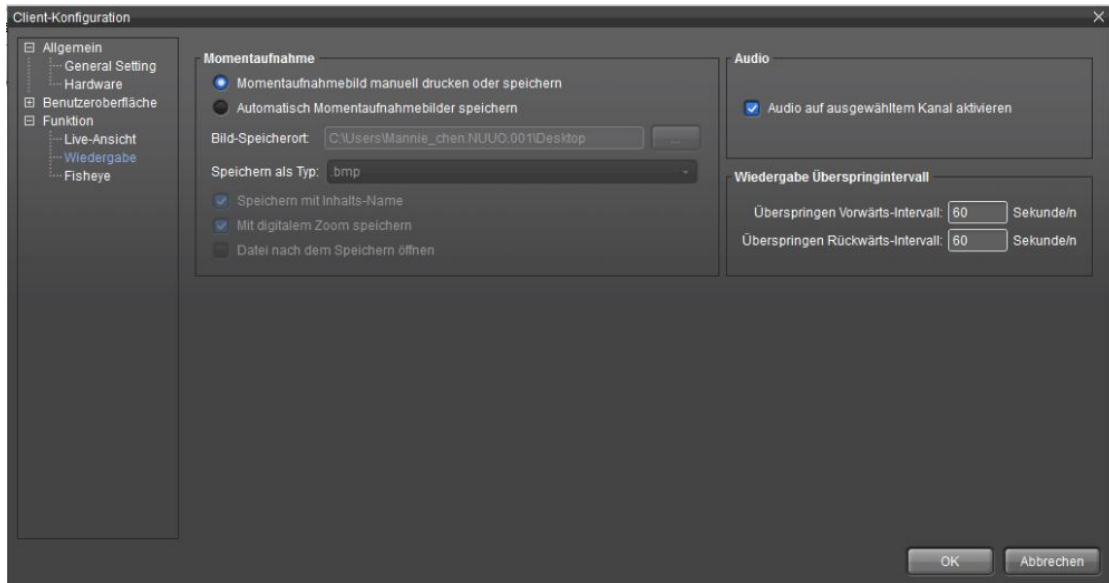 Client-Konfiguration
Allgemein
General Setting
Hardware
Benutzeroberfläche
Funktion
Live-Ansicht
Wiedergabe
Fisheye
Momentaufnahme
Momentaufnahmebild manuell drucken oder speichern
Automatisch Momentaufnahmebilder speichern
Bild-Speicherort: C:\Users\Mannie_chen.NUUO.001\Desktop ...
Speichern als Typ: .bmp
Speichern mit Inhalts-Name
Mit digitalem Zoom speichern
Datei nach dem Speichern öffnen
Audio
Audio auf ausgewähltem Kanal aktivieren
Wiedergabe Überspringintervall
Überspringen Vorwärts-Intervall: 60 Sekunde/n
Überspringen Rückwärts-Intervall: 60 Sekunde/n
OK Abbrechen